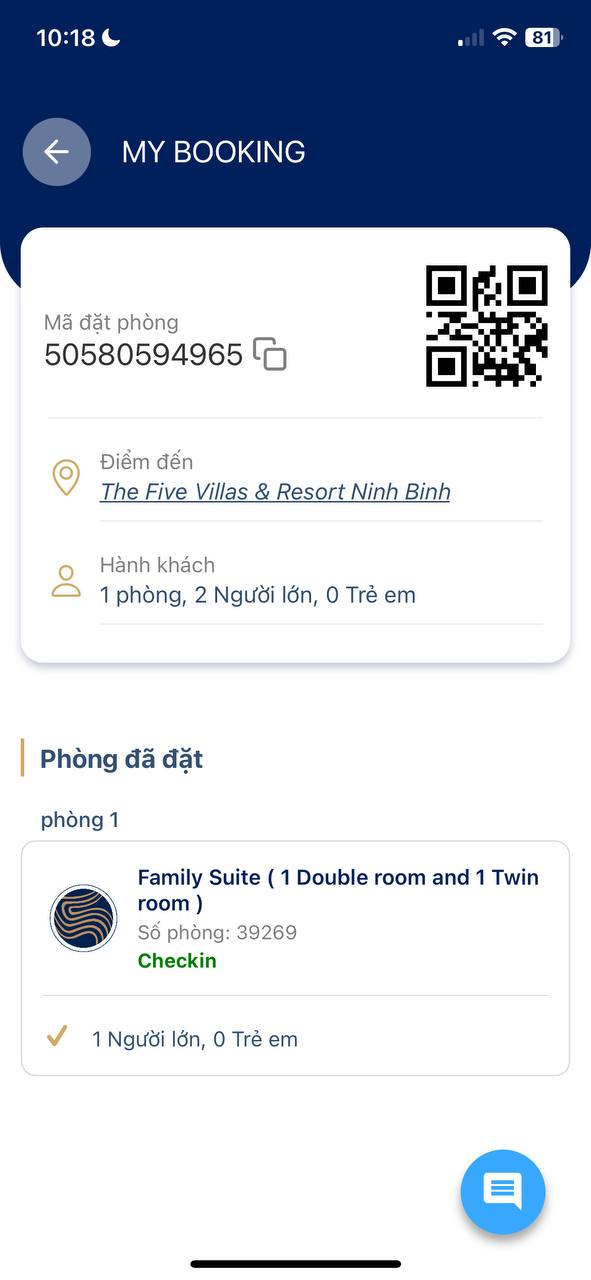 10:18
81
MY BOOKING
Mã đặt phòng
50580594965
Điểm đến
The Five Villas & Resort Ninh Binh
Hành khách
1 phòng, 2 Người lớn, 0 Trẻ em
Phòng đã đặt
phòng 1
Family Suite ( 1 Double room and 1 Twin
room )
Số phòng: 39269
Checkin
1 Người lớn, 0 Trẻ em